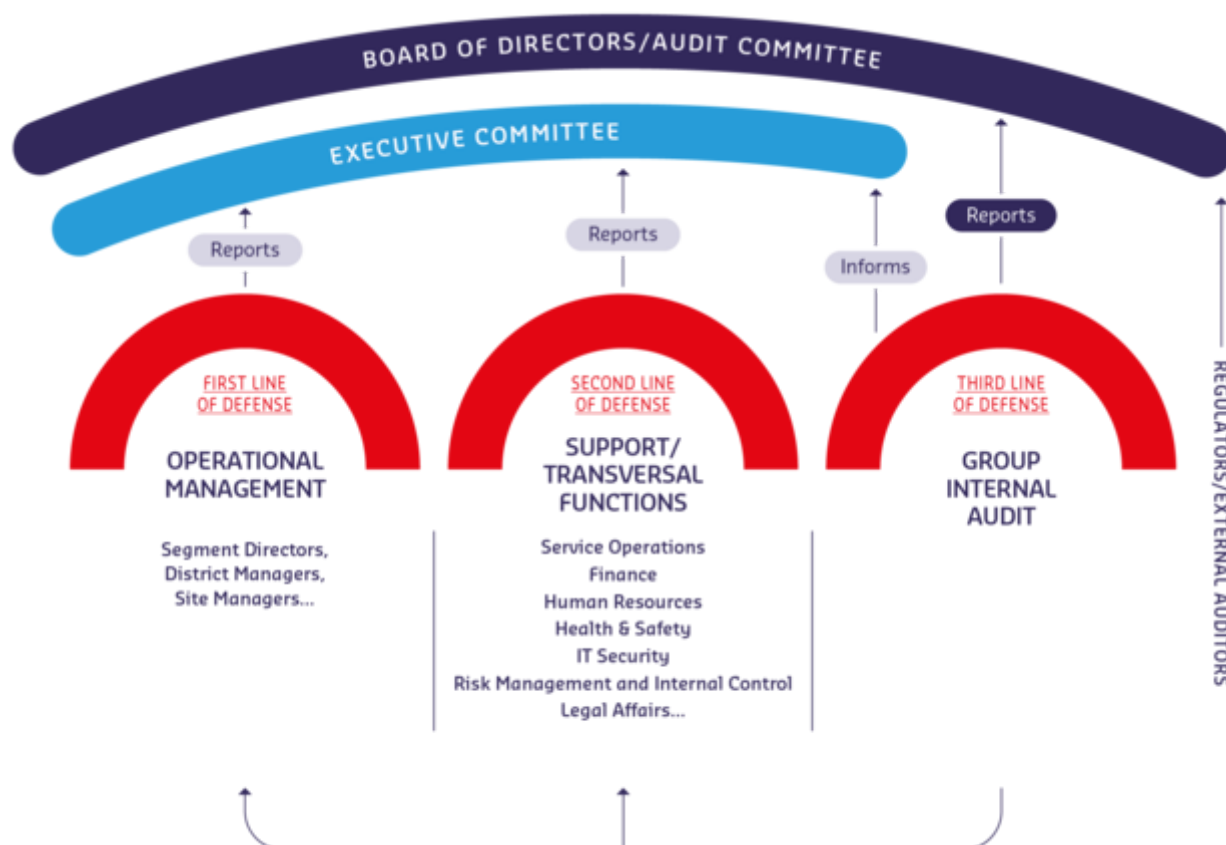 BOARD OF DIRECTORS/AUDIT COMMITTEE
EXECUTIVE COMMITTEE
Reports
Reports
Informs
Reports
FIRST LINE
OF DEFENSE
OPERATIONAL
MANAGEMENT
Segment Directors,
District Managers,
Site Managers...
SECOND LINE
OF DEFENSE
SUPPORT/
TRANSVERSAL
FUNCTIONS
Service Operations
Finance
Human Resources
Health & Safety
IT Security
Risk Management and Internal Control
Legal Affairs...
THIRD LINE
OF DEFENSE
GROUP
INTERNAL
AUDIT
REGULATORS/EXTERNAL AUDITORS